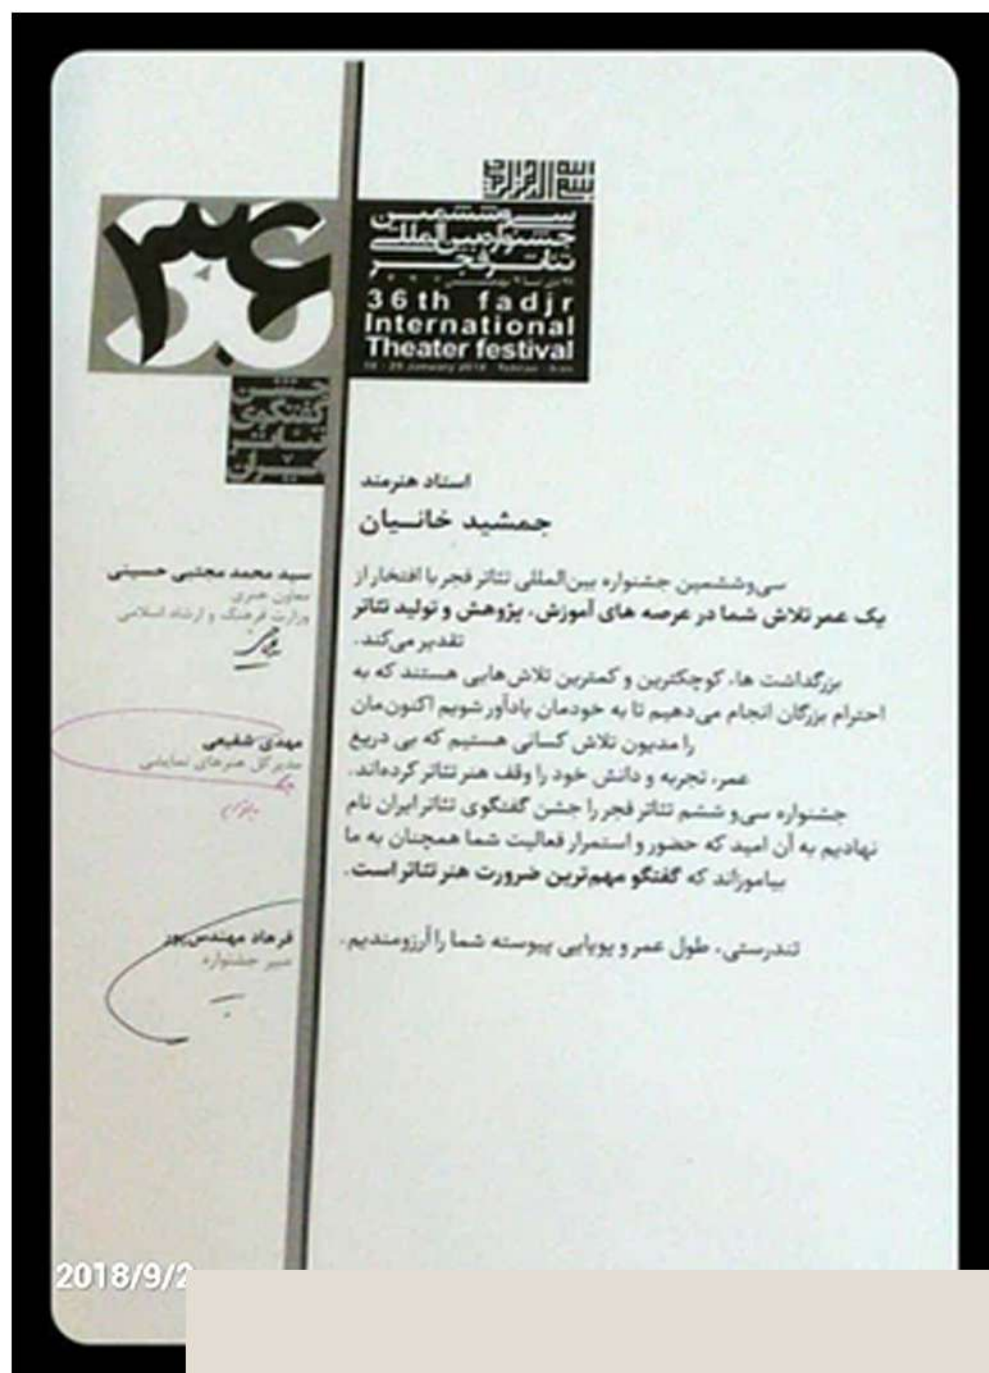 ۳۶
سی‌وششمین
جشنواره بین‌المللی
تئاتر فجر
36th fadjr
International
Theater festival
جشن
گفتگوی
تئاتر
ایران
استاد هنرمند
جمشید خانـیان
سی‌وششمین جشنواره بین‌المللی تئاتر فجر با افتخار از
یک عمر تلاش شما در عرصه های آموزش، پژوهش و تولید تئاتر
تقدیر می‌کند.
بزرگداشت ها، کوچکترین و کمترین تلاش‌هایی هستند که به
احترام بزرگان انجام می‌دهیم تا به خودمان یادآور شویم اکنون‌مان
را مدیون تلاش کسانی هستیم که بی دریغ
عمر، تجربه و دانش خود را وقف هنر تئاتر کرده‌اند.
جشنواره سی‌و ششم تئاتر فجر را جشن گفتگوی تئاتر ایران نام
نهادیم به آن امید که حضور و استمرار فعالیت شما همچنان به ما
بیاموزاند که گفتگو مهم‌ترین ضرورت هنر تئاتر است.
تندرستی، طول عمر و پویایی پیوسته شما را آرزومندیم.
سید محمد مجتبی حسینی
معاون هنری
وزارت فرهنگ و ارشاد اسلامی
مهدی شفیعی
مدیرکل هنرهای نمایشی
فرهاد مهندس‌پور
دبیر جشنواره
2018/9/2